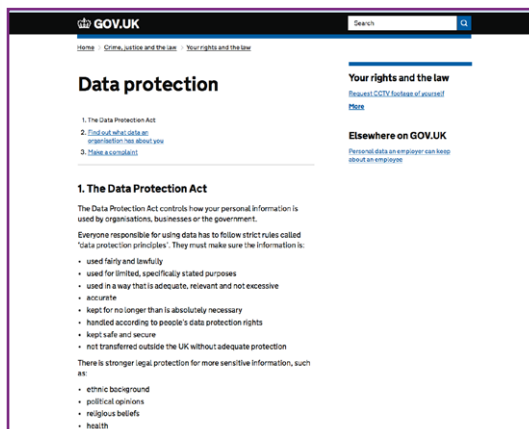 GOV.UK
Search
Home
Crime, justice and the law
Your rights and the law
Data protection
1. The Data Protection Act
2. Find out what data an
organisation has about you
3. Make a complaint
Your rights and the law
Request CCTV footage of yourself
More
Elsewhere on GOV.UK
Personal data an employer can keep
about an employee
1. The Data Protection Act
The Data Protection Act controls how your personal information is
used by organisations, businesses or the government.
Everyone responsible for using data has to follow strict rules called
‘data protection principles’. They must make sure the information is:
• used fairly and lawfully
• used for limited, specifically stated purposes
• used in a way that is adequate, relevant and not excessive
• accurate
• kept for no longer than is absolutely necessary
• handled according to people’s data protection rights
• kept safe and secure
• not transferred outside the UK without adequate protection
There is stronger legal protection for more sensitive information, such
as:
• ethnic background
• political opinions
• religious beliefs
• health